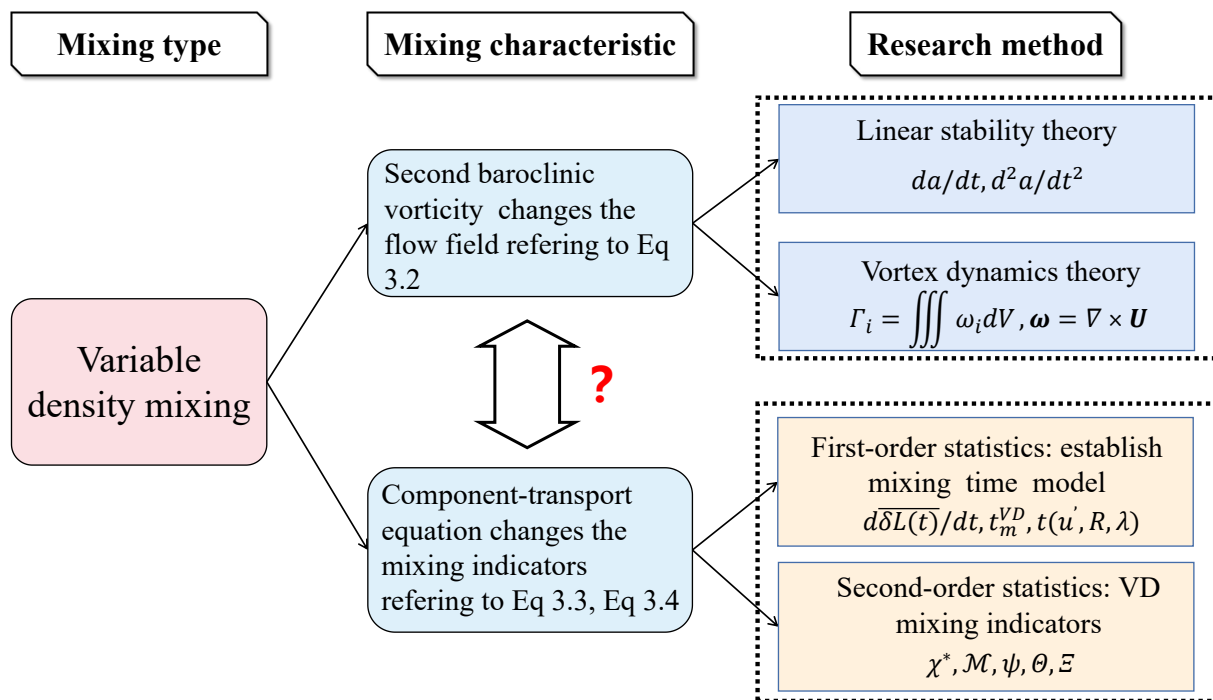 Mixing type
Mixing characteristic
Research method
Variable
density mixing
Second baroclinic
vorticity changes the
flow field refering to Eq
3.2
?
Component-transport
equation changes the
mixing indicators
refering to Eq 3.3, Eq 3.4
Linear stability theory
da/dt, d²a/dt²
Vortex dynamics theory
Γᵢ = ∭ ωᵢdV, ω = ∇ × U
First-order statistics: establish
mixing time model
d\overline{δL(t)}/dt, t_m^{VD}, t(u', R, λ)
Second-order statistics: VD
mixing indicators
χ*, ℳ, ψ, Θ, Ξ